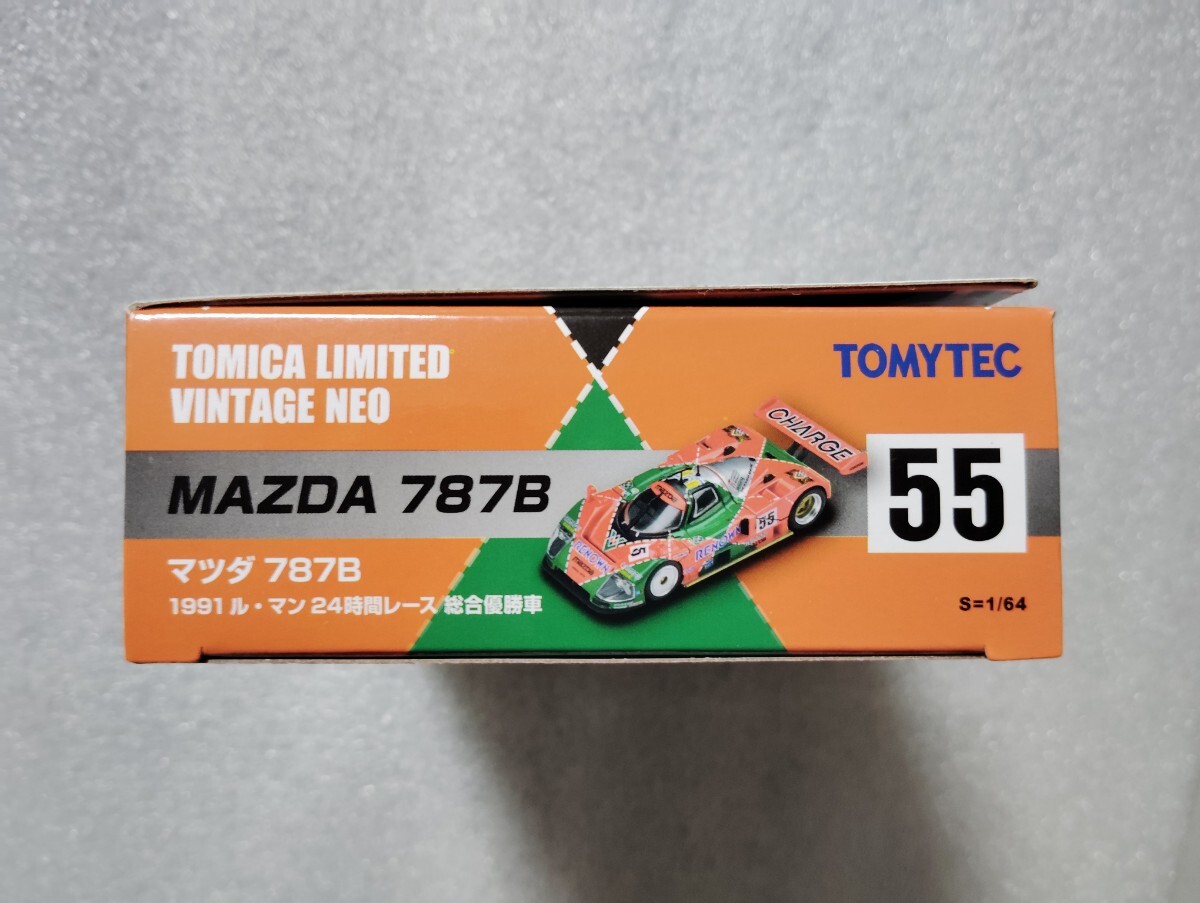 TOMICA LIMITED
VINTAGE NEO
TOMYTEC
MAZDA 787B
マツダ 787B
1991 ル・マン 24時間レース 総合優勝車
CHARGE
55
RENOWN
RENOWN
55
S=1/64